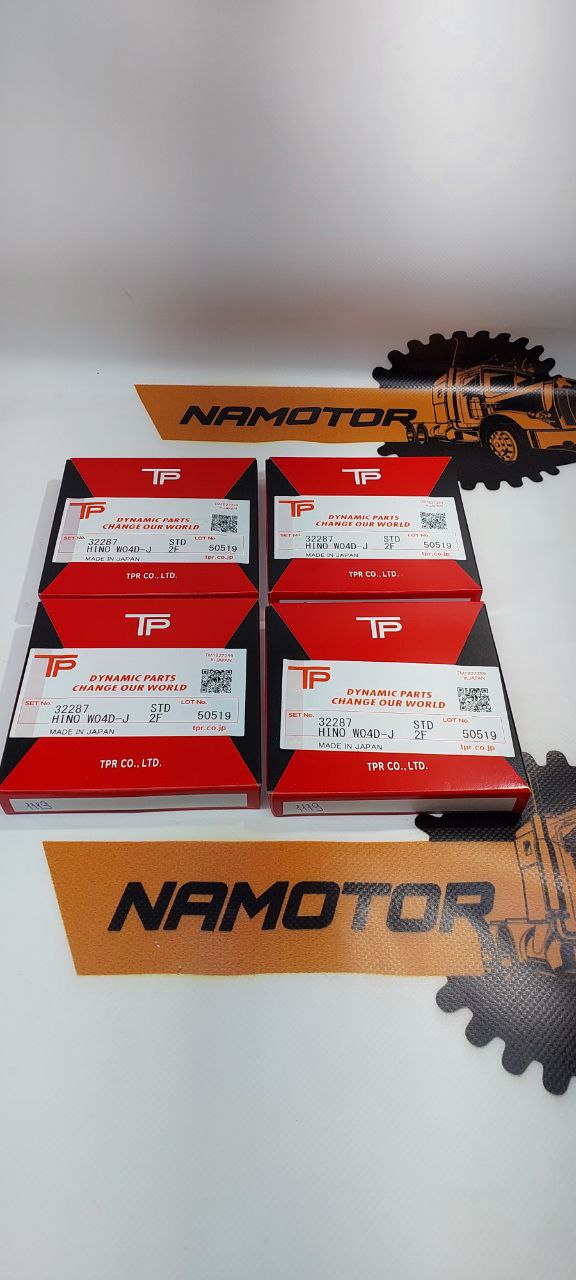 NAMOTOR
TP
TP
DYNAMIC PARTS
CHANGE OUR WORLD
SET No. 32287 STD LOT No.
HINO W04D-J 2F 50519
MADE IN JAPAN tpr.co.jp
TPR CO., LTD.
TP
TP
DYNAMIC PARTS
CHANGE OUR WORLD
SET No. 32287 STD LOT No.
HINO W04D-J 2F 50519
MADE IN JAPAN tpr.co.jp
TPR CO., LTD.
TP
TP
DYNAMIC PARTS
CHANGE OUR WORLD
SET No. 32287 STD LOT No.
HINO W04D-J 2F 50519
MADE IN JAPAN tpr.co.jp
TPR CO., LTD.
1119
TP
TP
DYNAMIC PARTS
CHANGE OUR WORLD
SET No. 32287 STD LOT No.
HINO W04D-J 2F 50519
MADE IN JAPAN tpr.co.jp
TPR CO., LTD.
1119
NAMOTOR